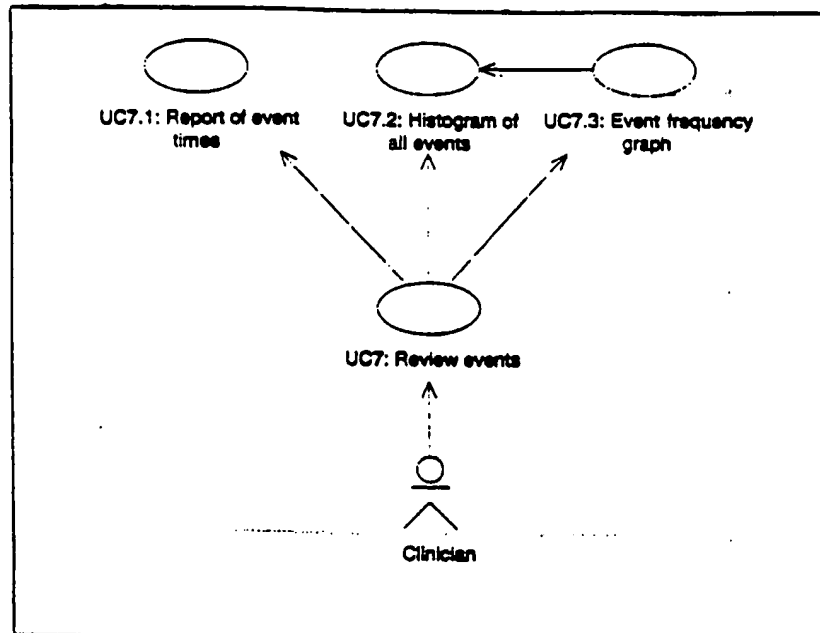 UC7.1: Report of event
times
UC7.2: Histogram of
all events
UC7.3: Event frequency
graph
UC7: Review events
Clinician